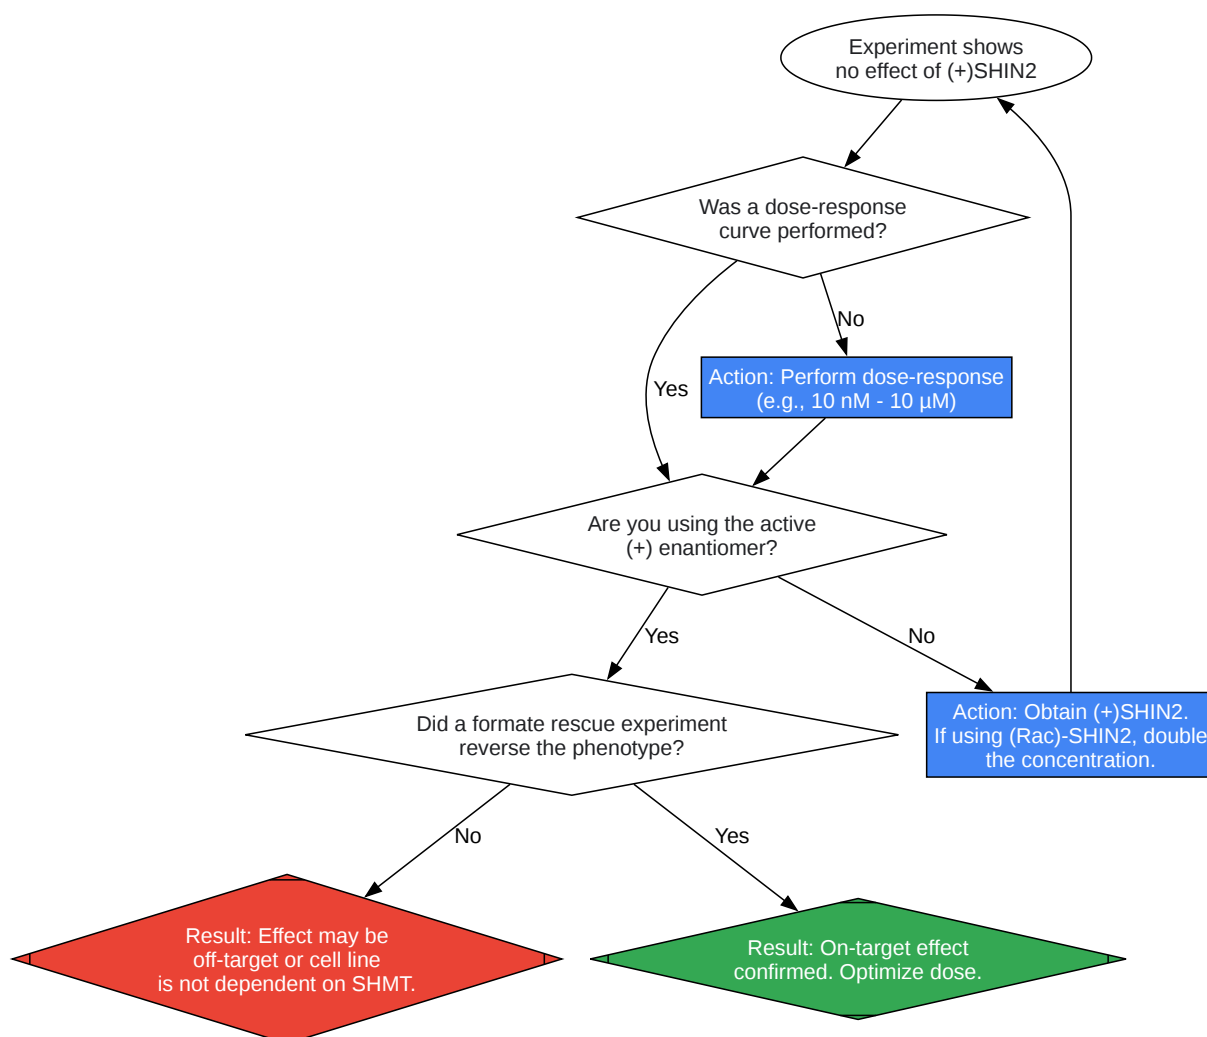 Experiment shows
no effect of (+)SHIN2
Was a dose-response
curve performed?
No
Yes
Action: Perform dose-response
(e.g., 10 nM - 10 µM)
Are you using the active
(+) enantiomer?
Yes
No
Did a formate rescue experiment
reverse the phenotype?
Action: Obtain (+)SHIN2.
If using (Rac)-SHIN2, double
the concentration.
No
Yes
Result: Effect may be
off-target or cell line
is not dependent on SHMT.
Result: On-target effect
confirmed. Optimize dose.